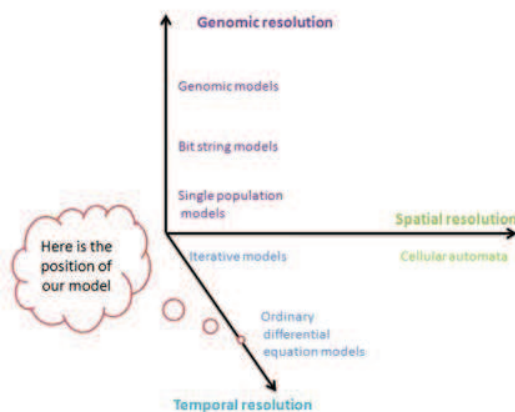 Genomic resolution
Genomic models
Bit string models
Single population
models
Spatial resolution
Here is the
position of
our model
Iterative models
Cellular automata
Ordinary
differential
equation models
Temporal resolution